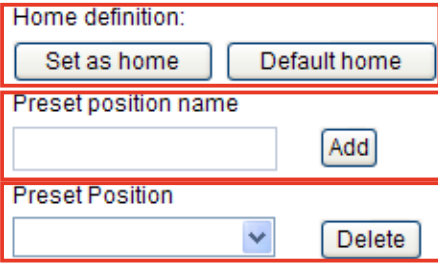 Home definition:
Set as home Default home
Preset position name
Add
Preset Position
Delete